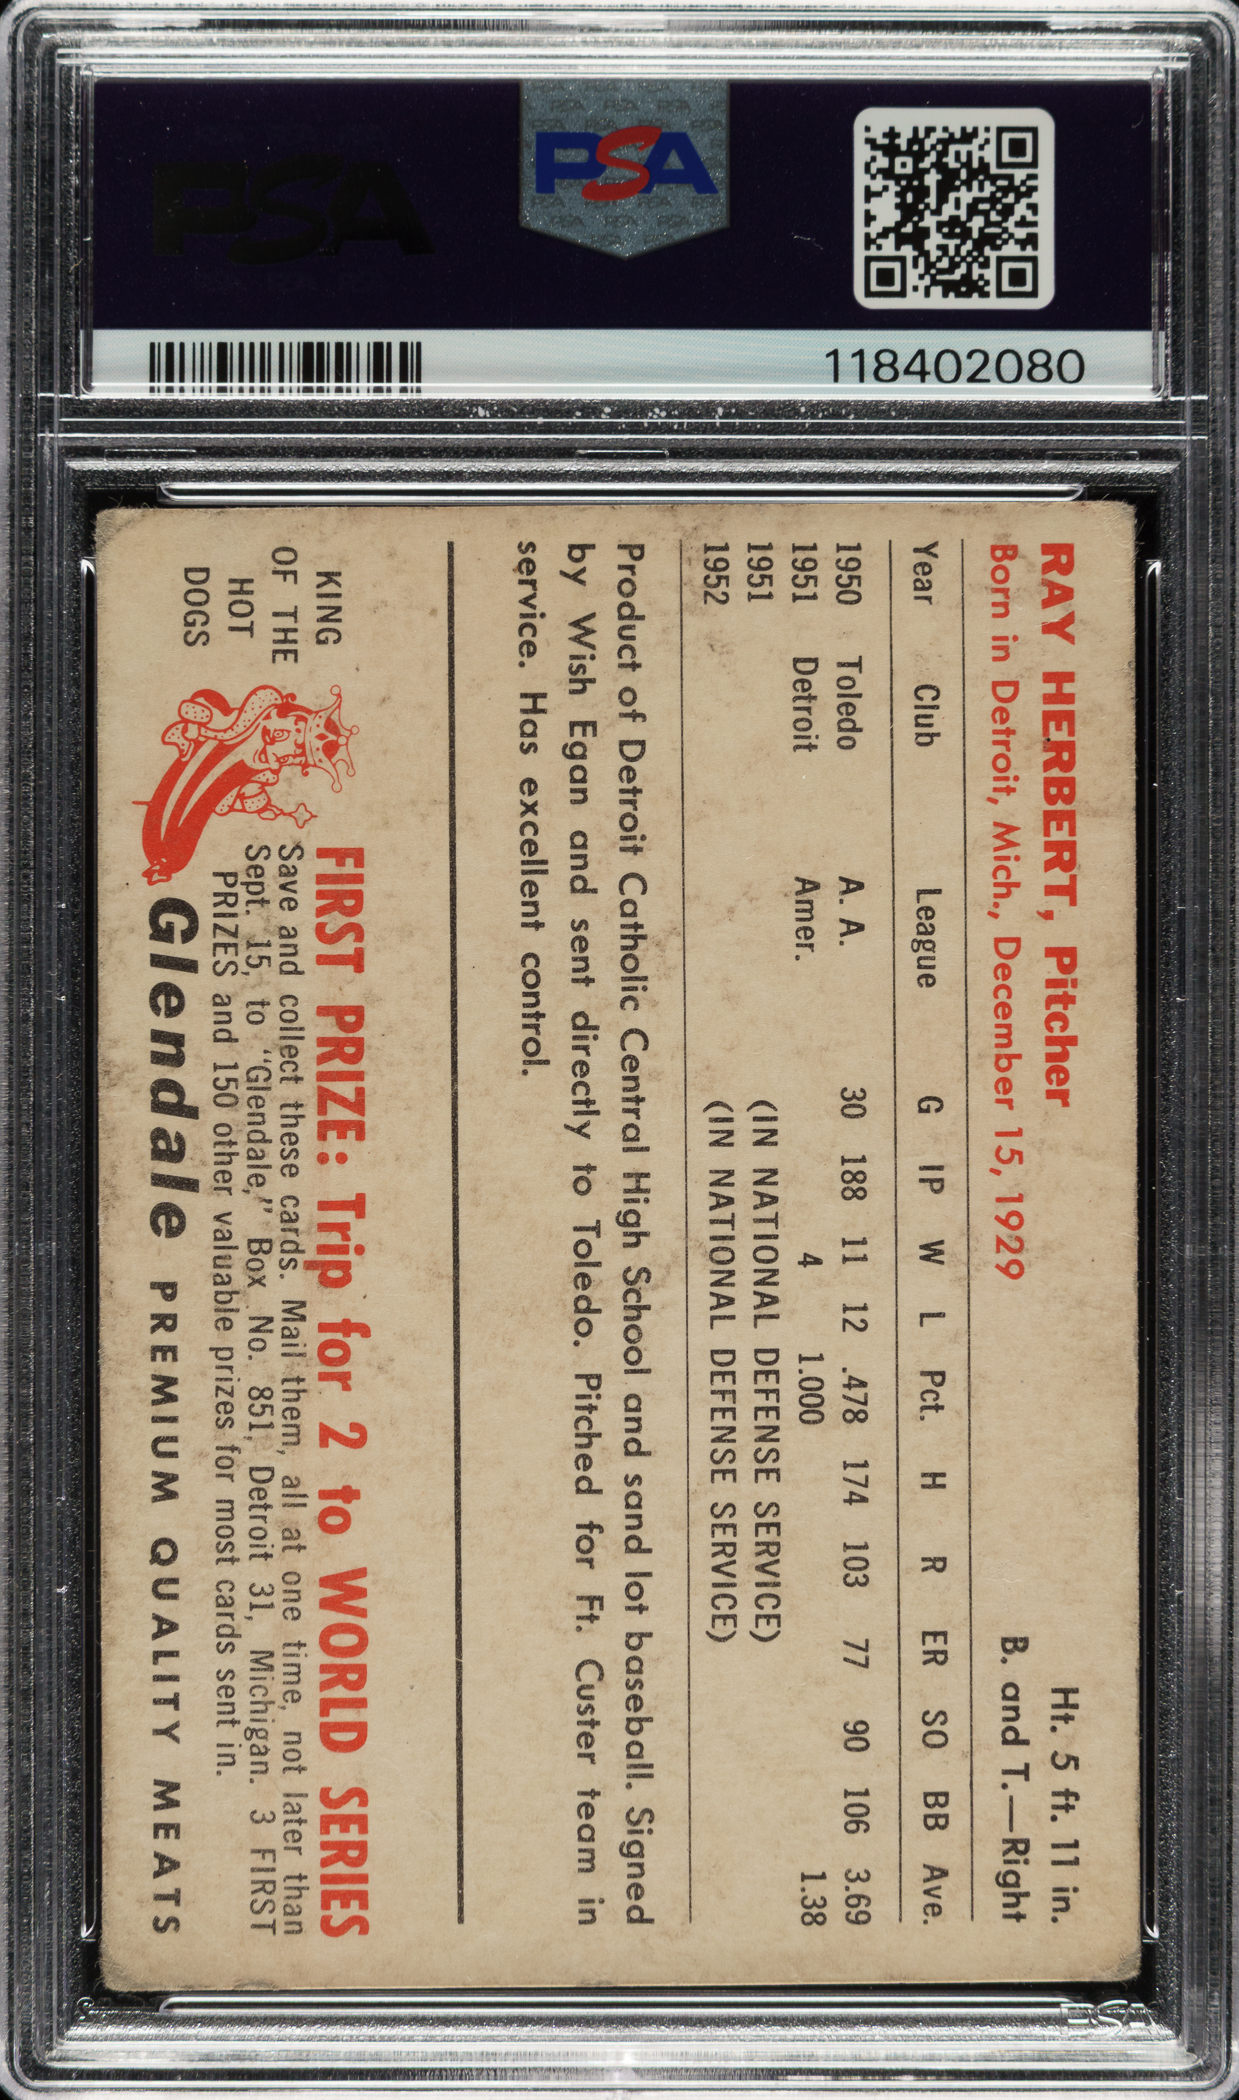 PSA
PSA
118402080
RAY HERBERT, Pitcher Ht. 5 ft. 11 in.
Born in Detroit, Mich., December 15, 1929 B. and T.—Right
Year Club League G IP W L Pct. H R ER SO BB Ave.
1950 Toledo A. A. 30 188 11 12 .478 174 103 77 90 106 3.69
1951 Detroit Amer. 4 1.000 1.38
1951 (IN NATIONAL DEFENSE SERVICE)
1952 (IN NATIONAL DEFENSE SERVICE)
Product of Detroit Catholic Central High School and sand lot baseball. Signed
by Wish Egan and sent directly to Toledo. Pitched for Ft. Custer team in
service. Has excellent control.
KING
OF THE
HOT
DOGS
FIRST PRIZE: Trip for 2 to WORLD SERIES
Save and collect these cards. Mail them, all at one time, not later than
Sept. 15, to "Glendale," Box No. 851, Detroit 31, Michigan. 3 FIRST
PRIZES and 150 other valuable prizes for most cards sent in.
Glendale PREMIUM QUALITY MEATS
PSA